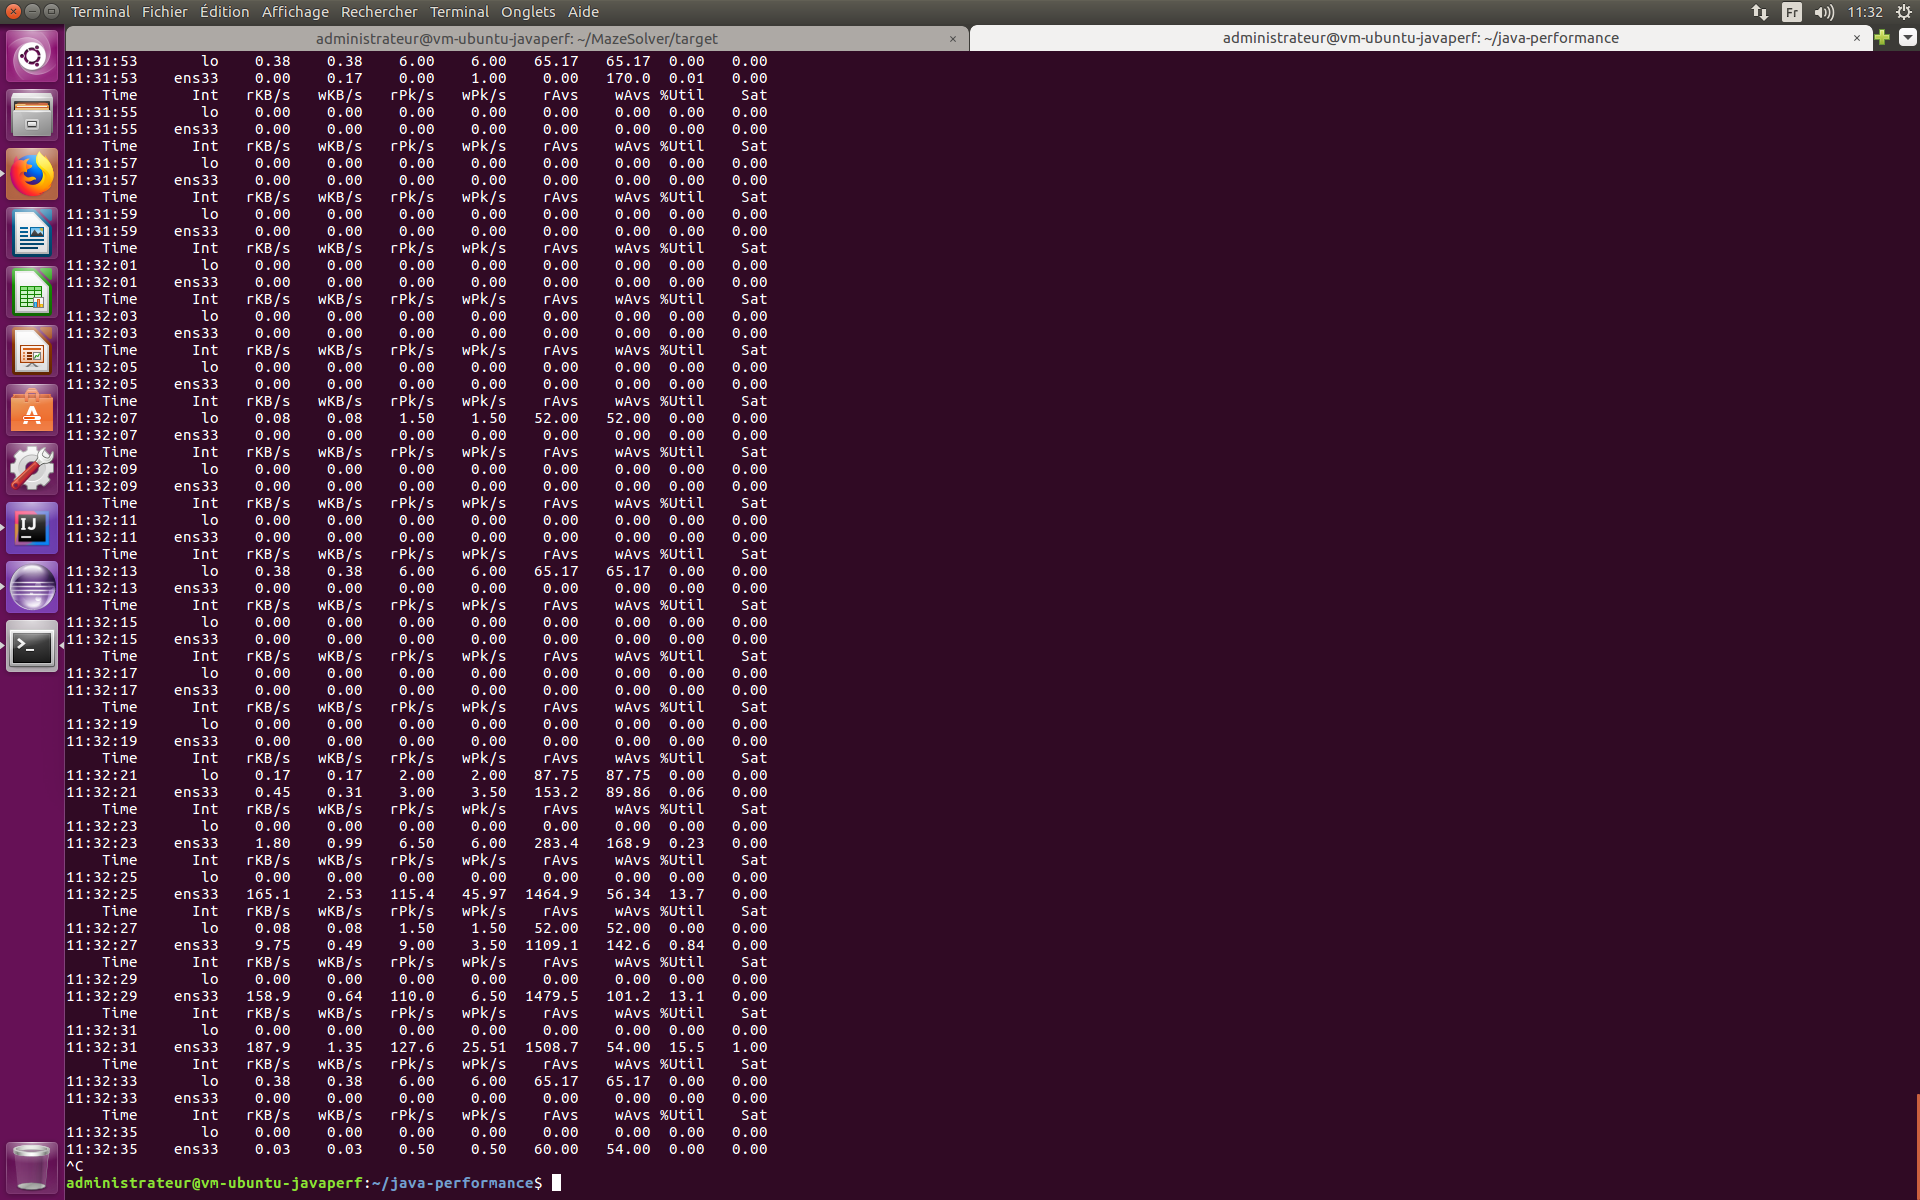 Terminal Fichier Édition Affichage Rechercher Terminal Onglets Aide Fr 11:32
administrateur@vm-ubuntu-javaperf: ~/MazeSolver/target × administrateur@vm-ubuntu-javaperf: ~/java-performance ×
11:31:53 lo 0.38 0.38 6.00 6.00 65.17 65.17 0.00 0.00
11:31:53 ens33 0.00 0.17 0.00 1.00 0.00 170.0 0.01 0.00
Time Int rKB/s wKB/s rPk/s wPk/s rAvs wAvs %Util Sat
11:31:55 lo 0.00 0.00 0.00 0.00 0.00 0.00 0.00 0.00
11:31:55 ens33 0.00 0.00 0.00 0.00 0.00 0.00 0.00 0.00
Time Int rKB/s wKB/s rPk/s wPk/s rAvs wAvs %Util Sat
11:31:57 lo 0.00 0.00 0.00 0.00 0.00 0.00 0.00 0.00
11:31:57 ens33 0.00 0.00 0.00 0.00 0.00 0.00 0.00 0.00
Time Int rKB/s wKB/s rPk/s wPk/s rAvs wAvs %Util Sat
11:31:59 lo 0.00 0.00 0.00 0.00 0.00 0.00 0.00 0.00
11:31:59 ens33 0.00 0.00 0.00 0.00 0.00 0.00 0.00 0.00
Time Int rKB/s wKB/s rPk/s wPk/s rAvs wAvs %Util Sat
11:32:01 lo 0.00 0.00 0.00 0.00 0.00 0.00 0.00 0.00
11:32:01 ens33 0.00 0.00 0.00 0.00 0.00 0.00 0.00 0.00
Time Int rKB/s wKB/s rPk/s wPk/s rAvs wAvs %Util Sat
11:32:03 lo 0.00 0.00 0.00 0.00 0.00 0.00 0.00 0.00
11:32:03 ens33 0.00 0.00 0.00 0.00 0.00 0.00 0.00 0.00
Time Int rKB/s wKB/s rPk/s wPk/s rAvs wAvs %Util Sat
11:32:05 lo 0.00 0.00 0.00 0.00 0.00 0.00 0.00 0.00
11:32:05 ens33 0.00 0.00 0.00 0.00 0.00 0.00 0.00 0.00
Time Int rKB/s wKB/s rPk/s wPk/s rAvs wAvs %Util Sat
11:32:07 lo 0.08 0.08 1.50 1.50 52.00 52.00 0.00 0.00
11:32:07 ens33 0.00 0.00 0.00 0.00 0.00 0.00 0.00 0.00
Time Int rKB/s wKB/s rPk/s wPk/s rAvs wAvs %Util Sat
11:32:09 lo 0.00 0.00 0.00 0.00 0.00 0.00 0.00 0.00
11:32:09 ens33 0.00 0.00 0.00 0.00 0.00 0.00 0.00 0.00
Time Int rKB/s wKB/s rPk/s wPk/s rAvs wAvs %Util Sat
11:32:11 lo 0.00 0.00 0.00 0.00 0.00 0.00 0.00 0.00
11:32:11 ens33 0.00 0.00 0.00 0.00 0.00 0.00 0.00 0.00
Time Int rKB/s wKB/s rPk/s wPk/s rAvs wAvs %Util Sat
11:32:13 lo 0.38 0.38 6.00 6.00 65.17 65.17 0.00 0.00
11:32:13 ens33 0.00 0.00 0.00 0.00 0.00 0.00 0.00 0.00
Time Int rKB/s wKB/s rPk/s wPk/s rAvs wAvs %Util Sat
11:32:15 lo 0.00 0.00 0.00 0.00 0.00 0.00 0.00 0.00
11:32:15 ens33 0.00 0.00 0.00 0.00 0.00 0.00 0.00 0.00
Time Int rKB/s wKB/s rPk/s wPk/s rAvs wAvs %Util Sat
11:32:17 lo 0.00 0.00 0.00 0.00 0.00 0.00 0.00 0.00
11:32:17 ens33 0.00 0.00 0.00 0.00 0.00 0.00 0.00 0.00
Time Int rKB/s wKB/s rPk/s wPk/s rAvs wAvs %Util Sat
11:32:19 lo 0.00 0.00 0.00 0.00 0.00 0.00 0.00 0.00
11:32:19 ens33 0.00 0.00 0.00 0.00 0.00 0.00 0.00 0.00
Time Int rKB/s wKB/s rPk/s wPk/s rAvs wAvs %Util Sat
11:32:21 lo 0.17 0.17 2.00 2.00 87.75 87.75 0.00 0.00
11:32:21 ens33 0.45 0.31 3.00 3.50 153.2 89.86 0.06 0.00
Time Int rKB/s wKB/s rPk/s wPk/s rAvs wAvs %Util Sat
11:32:23 lo 0.00 0.00 0.00 0.00 0.00 0.00 0.00 0.00
11:32:23 ens33 1.80 0.99 6.50 6.00 283.4 168.9 0.23 0.00
Time Int rKB/s wKB/s rPk/s wPk/s rAvs wAvs %Util Sat
11:32:25 lo 0.00 0.00 0.00 0.00 0.00 0.00 0.00 0.00
11:32:25 ens33 165.1 2.53 115.4 45.97 1464.9 56.34 13.7 0.00
Time Int rKB/s wKB/s rPk/s wPk/s rAvs wAvs %Util Sat
11:32:27 lo 0.08 0.08 1.50 1.50 52.00 52.00 0.00 0.00
11:32:27 ens33 9.75 0.49 9.00 3.50 1109.1 142.6 0.84 0.00
Time Int rKB/s wKB/s rPk/s wPk/s rAvs wAvs %Util Sat
11:32:29 lo 0.00 0.00 0.00 0.00 0.00 0.00 0.00 0.00
11:32:29 ens33 158.9 0.64 110.0 6.50 1479.5 101.2 13.1 0.00
Time Int rKB/s wKB/s rPk/s wPk/s rAvs wAvs %Util Sat
11:32:31 lo 0.00 0.00 0.00 0.00 0.00 0.00 0.00 0.00
11:32:31 ens33 187.9 1.35 127.6 25.51 1508.7 54.00 15.5 1.00
Time Int rKB/s wKB/s rPk/s wPk/s rAvs wAvs %Util Sat
11:32:33 lo 0.38 0.38 6.00 6.00 65.17 65.17 0.00 0.00
11:32:33 ens33 0.00 0.00 0.00 0.00 0.00 0.00 0.00 0.00
Time Int rKB/s wKB/s rPk/s wPk/s rAvs wAvs %Util Sat
11:32:35 lo 0.00 0.00 0.00 0.00 0.00 0.00 0.00 0.00
11:32:35 ens33 0.03 0.03 0.50 0.50 60.00 54.00 0.00 0.00
^C
administrateur@vm-ubuntu-javaperf:~/java-performance$